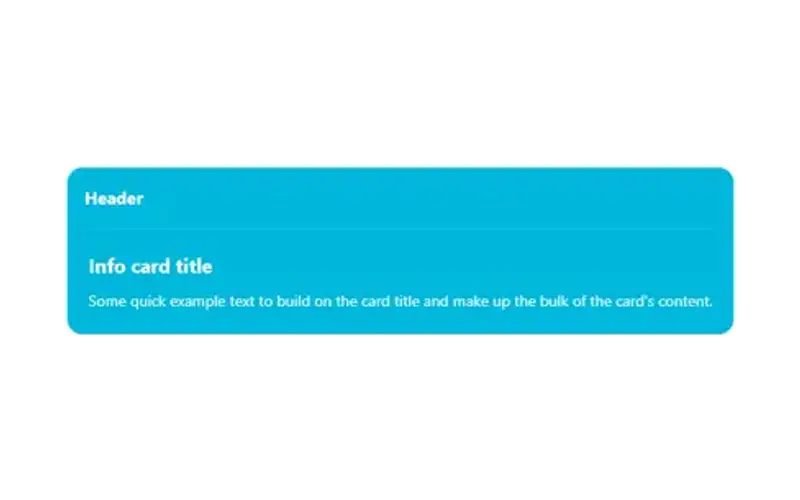 Header
Info card title
Some quick example text to build on the card title and make up the bulk of the card's content.